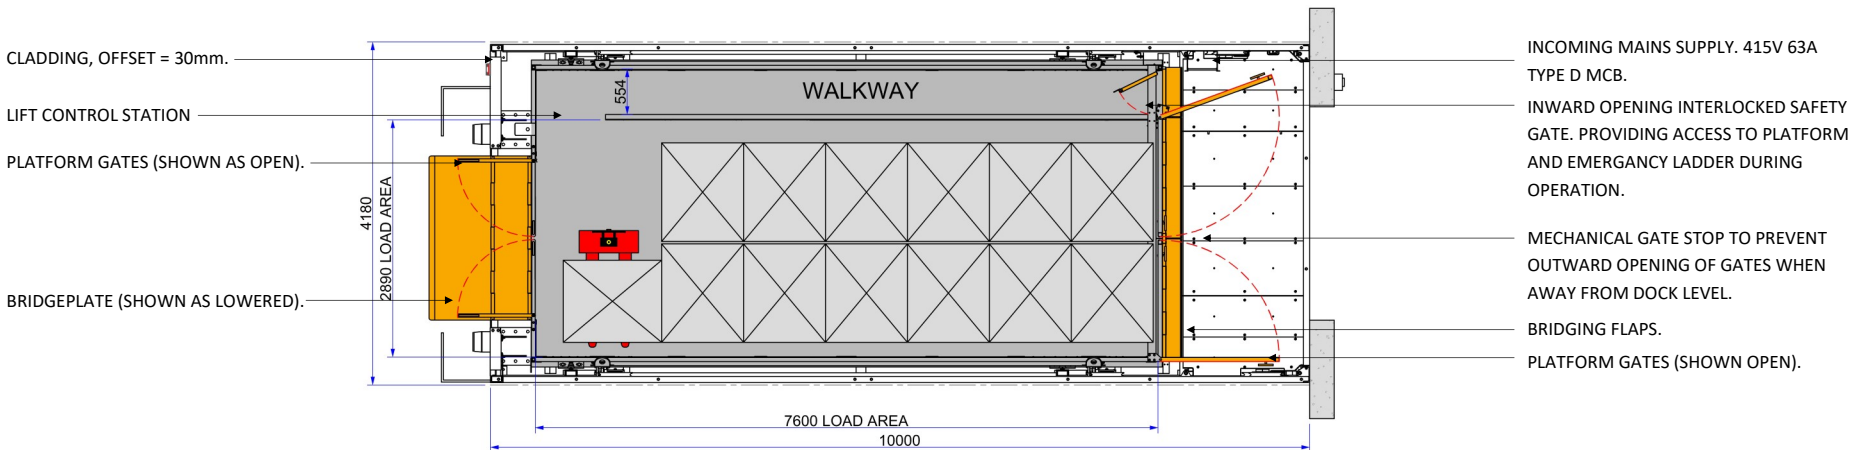 CLADDING, OFFSET = 30mm.
LIFT CONTROL STATION
PLATFORM GATES (SHOWN AS OPEN).
BRIDGEPLATE (SHOWN AS LOWERED).
4180
2890 LOAD AREA
554
WALKWAY
7600 LOAD AREA
10000
INCOMING MAINS SUPPLY. 415V 63A
TYPE D MCB.
INWARD OPENING INTERLOCKED SAFETY
GATE. PROVIDING ACCESS TO PLATFORM
AND EMERGANCY LADDER DURING
OPERATION.
MECHANICAL GATE STOP TO PREVENT
OUTWARD OPENING OF GATES WHEN
AWAY FROM DOCK LEVEL.
BRIDGING FLAPS.
PLATFORM GATES (SHOWN OPEN).